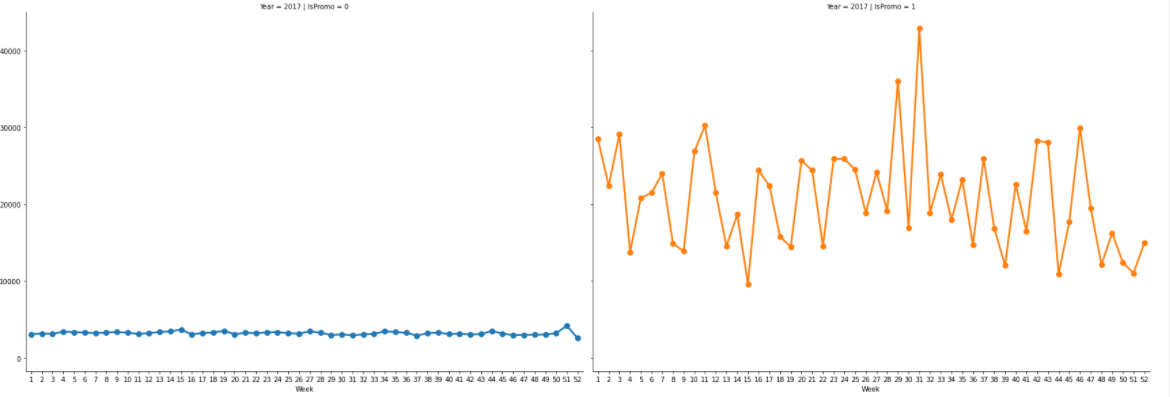 Year = 2017 | IsPromo = 0
Year = 2017 | IsPromo = 1
40000
30000
20000
10000
0
1 2 3 4 5 6 7 8 9 10 11 12 13 14 15 16 17 18 19 20 21 22 23 24 25 26 27 28 29 30 31 32 33 34 35 36 37 38 39 40 41 42 43 44 45 46 47 48 49 50 51 52
Week
1 2 3 4 5 6 7 8 9 10 11 12 13 14 15 16 17 18 19 20 21 22 23 24 25 26 27 28 29 30 31 32 33 34 35 36 37 38 39 40 41 42 43 44 45 46 47 48 49 50 51 52
Week